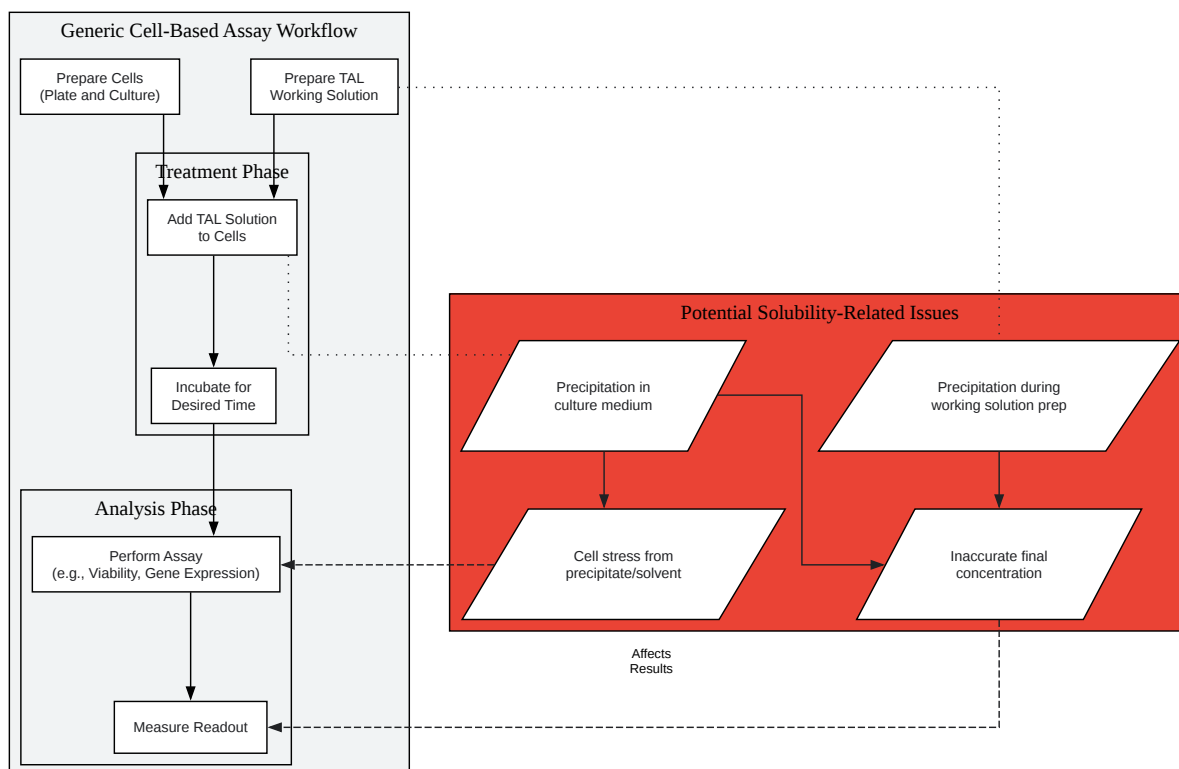 Generic Cell-Based Assay Workflow
Prepare Cells
(Plate and Culture)
Prepare TAL
Working Solution
Treatment Phase
Add TAL Solution
to Cells
Incubate for
Desired Time
Analysis Phase
Perform Assay
(e.g., Viability, Gene Expression)
Measure Readout
Potential Solubility-Related Issues
Precipitation in
culture medium
Precipitation during
working solution prep
Cell stress from
precipitate/solvent
Inaccurate final
concentration
Affects
Results